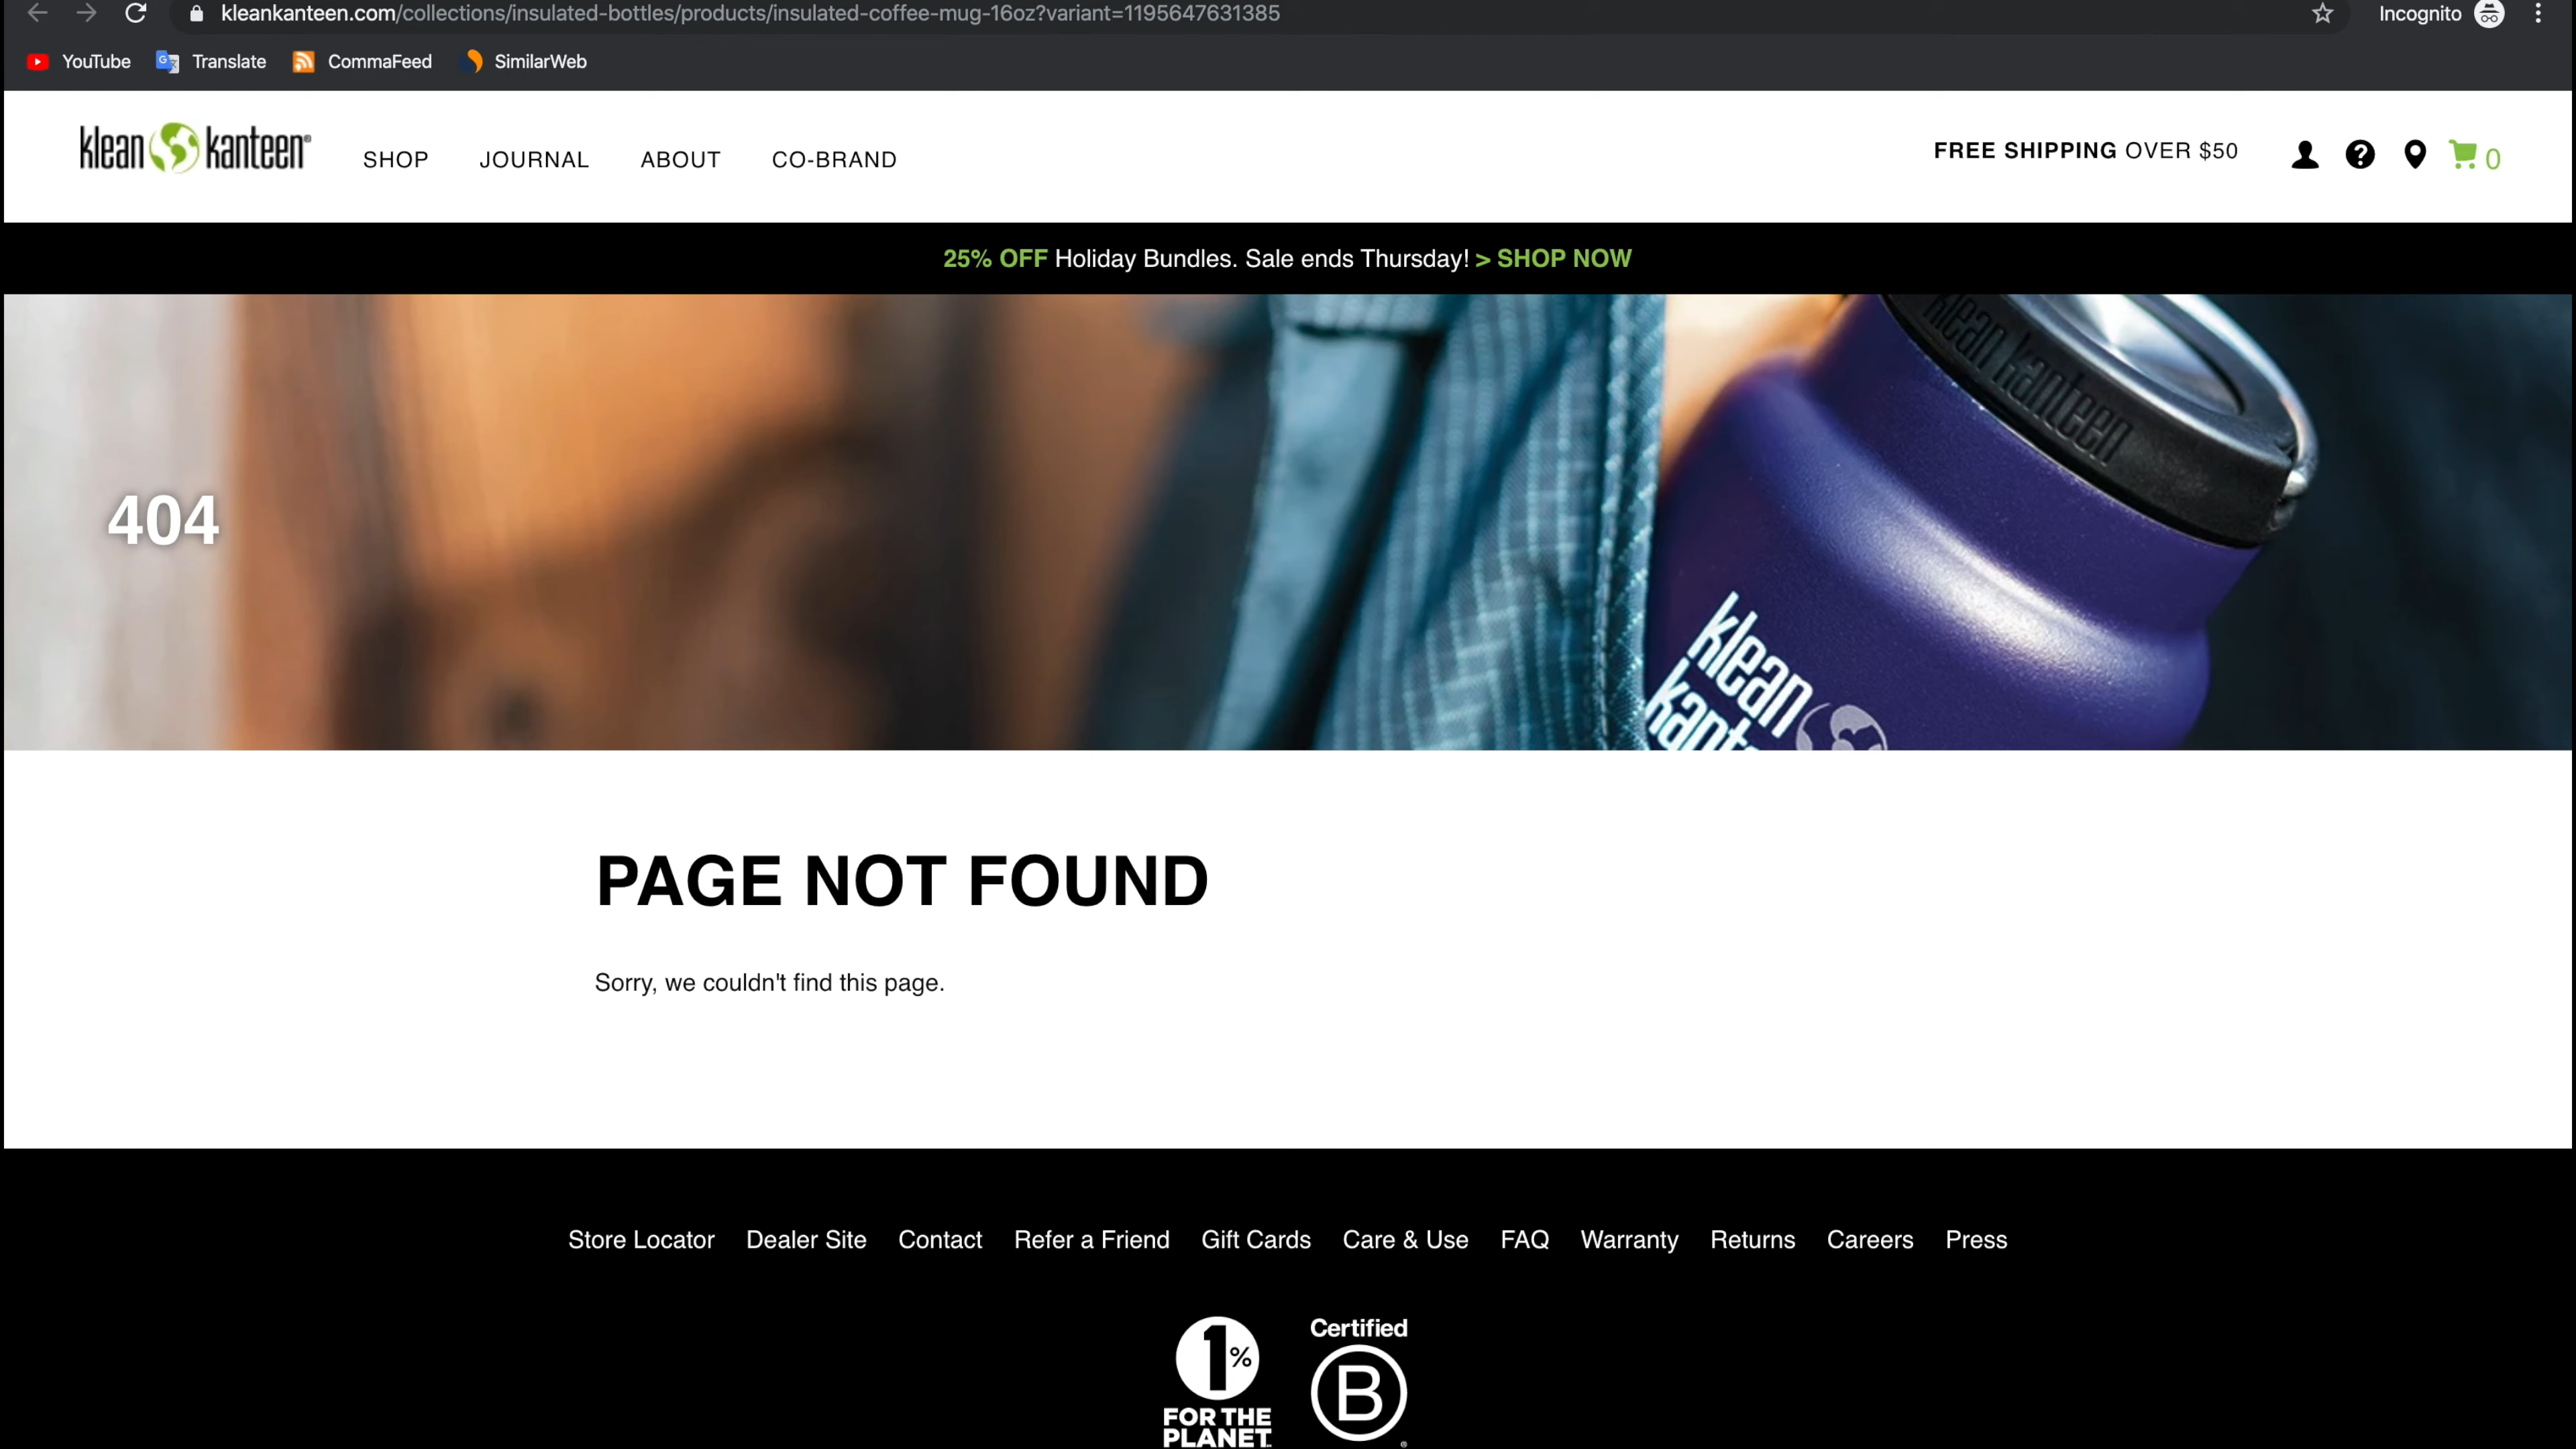 kleankanteen.com/collections/insulated-bottles/products/insulated-coffee-mug-16oz?variant=1195647631385
Incognito
YouTube Translate CommaFeed SimilarWeb
klean kanteen®
SHOP JOURNAL ABOUT CO-BRAND
FREE SHIPPING OVER $50
0
25% OFF Holiday Bundles. Sale ends Thursday! > SHOP NOW
klean kanteen
404
klean
PAGE NOT FOUND
Sorry, we couldn't find this page.
Store Locator Dealer Site Contact Refer a Friend Gift Cards Care & Use FAQ Warranty Returns Careers Press
1%
FOR THE
PLANET
Certified
B